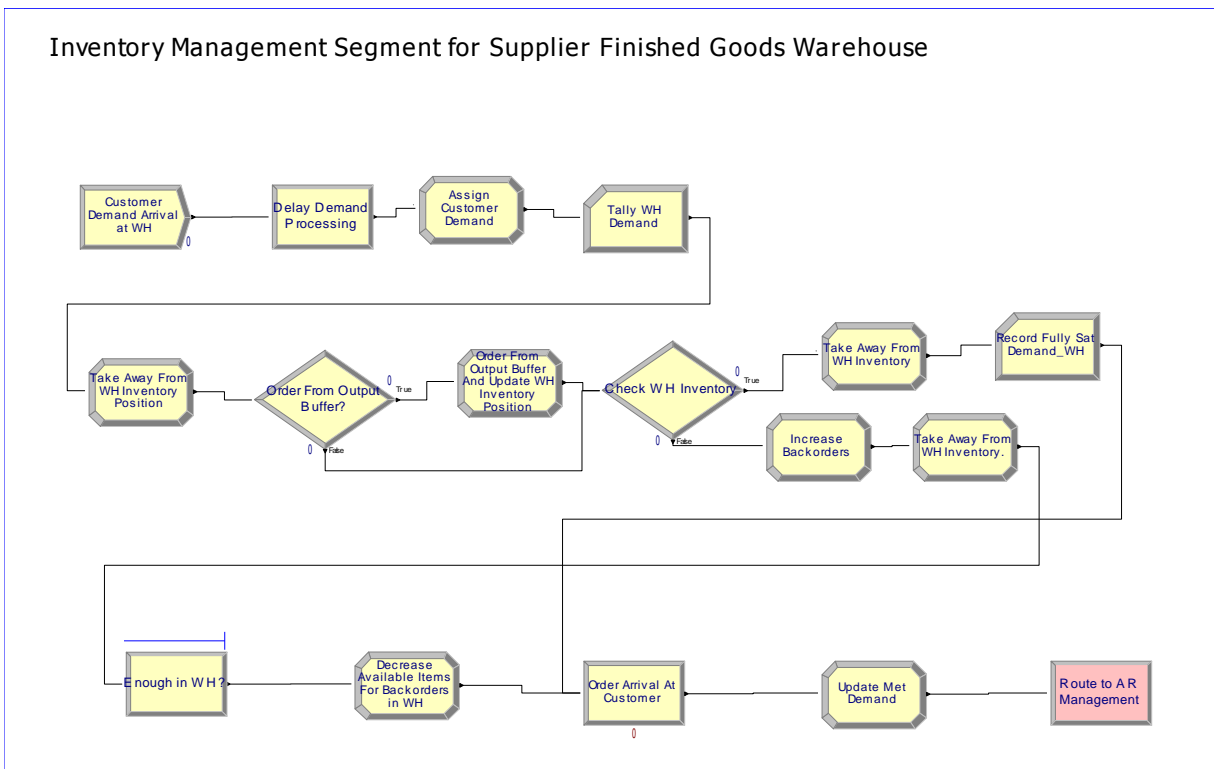 Inventory Management Segment for Supplier Finished Goods Warehouse
Customer
Demand Arrival
at WH
0
Delay Demand
Processing
Assign
Customer
Demand
Tally WH
Demand
Take Away From
WH Inventory
Position
Order From Output
Buffer?
0
True
0
False
Order From
Output Buffer
And Update WH
Inventory
Position
Check WH Inventory
0
True
0
False
Take Away From
WH Inventory
Record Fully Sat
Demand_WH
Increase
Backorders
Take Away From
WH Inventory.
Enough in WH?
Decrease
Available Items
For Backorders
in WH
Order Arrival At
Customer
0
Update Met
Demand
Route to AR
Management